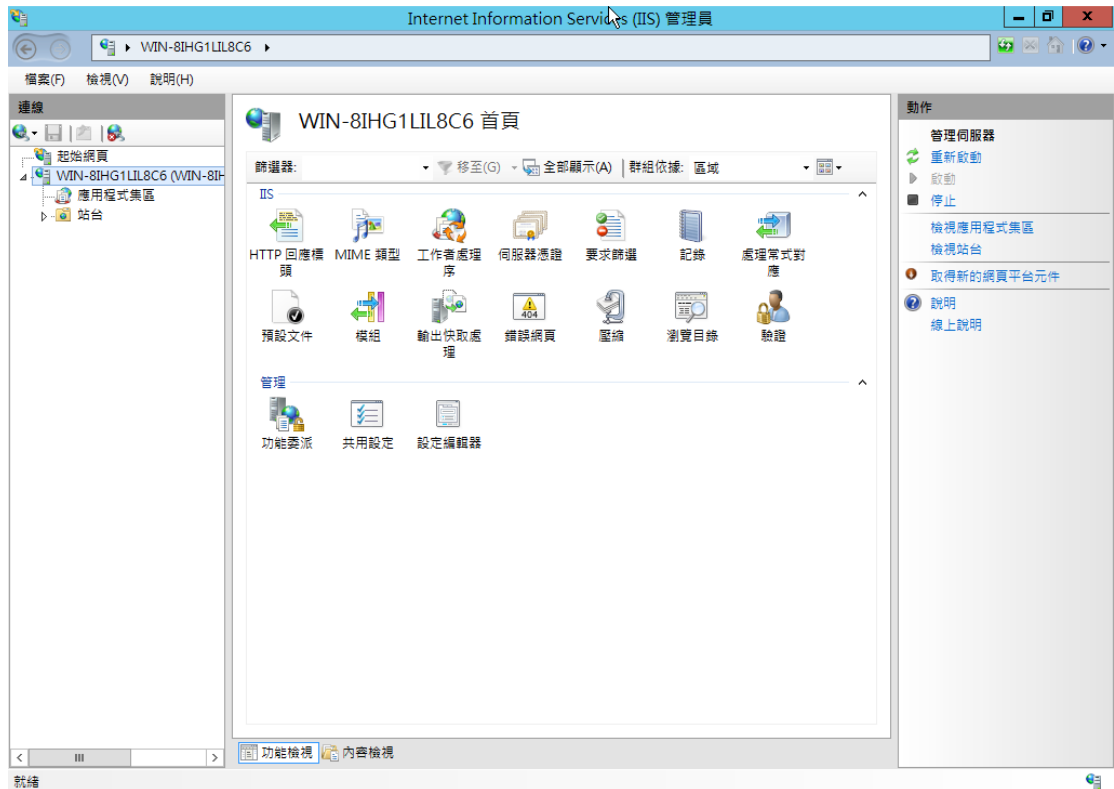 Internet Information Services (IIS) 管理員
WIN-8IHG1LIL8C6
檔案(F) 檢視(V) 說明(H)
連線
起始網頁
WIN-8IHG1LIL8C6 (WIN-8IH
應用程式集區
站台
WIN-8IHG1LIL8C6 首頁
篩選器: 移至(G) 全部顯示(A) 群組依據: 區域
IIS
HTTP 回應標頭
MIME 類型
工作者處理序
伺服器憑證
要求篩選
記錄
處理常式對應
預設文件
模組
輸出快取處理
錯誤網頁
404
壓縮
瀏覽目錄
驗證
管理
功能委派
共用設定
設定編輯器
功能檢視 內容檢視
動作
管理伺服器
重新啟動
啟動
停止
檢視應用程式集區
檢視站台
取得新的網頁平台元件
說明
線上說明
就緒